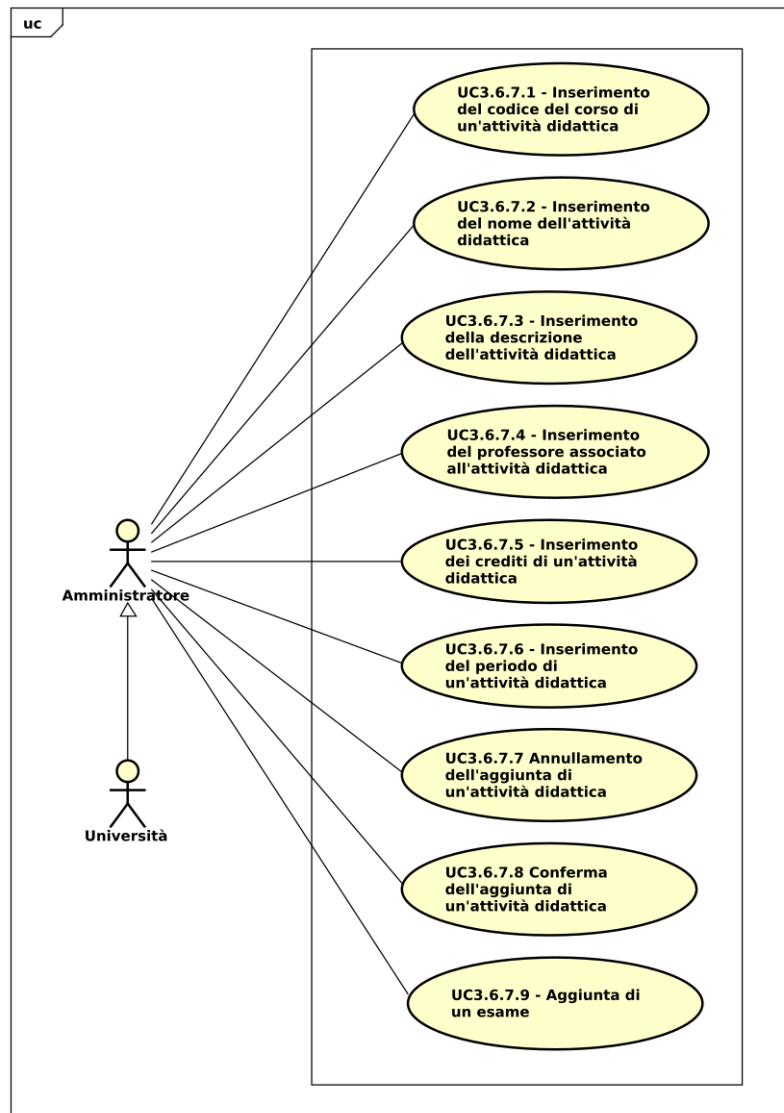 uc
UC3.6.7.1 - Inserimento
del codice del corso di
un'attività didattica
UC3.6.7.2 - Inserimento
del nome dell'attività
didattica
UC3.6.7.3 - Inserimento
della descrizione
dell'attività didattica
UC3.6.7.4 - Inserimento
del professore associato
all'attività didattica
UC3.6.7.5 - Inserimento
dei crediti di un'attività
didattica
Amministratore
UC3.6.7.6 - Inserimento
del periodo di
un'attività didattica
UC3.6.7.7 Annullamento
dell'aggiunta di
un'attività didattica
Università
UC3.6.7.8 Conferma
dell'aggiunta di
un'attività didattica
UC3.6.7.9 - Aggiunta di
un esame